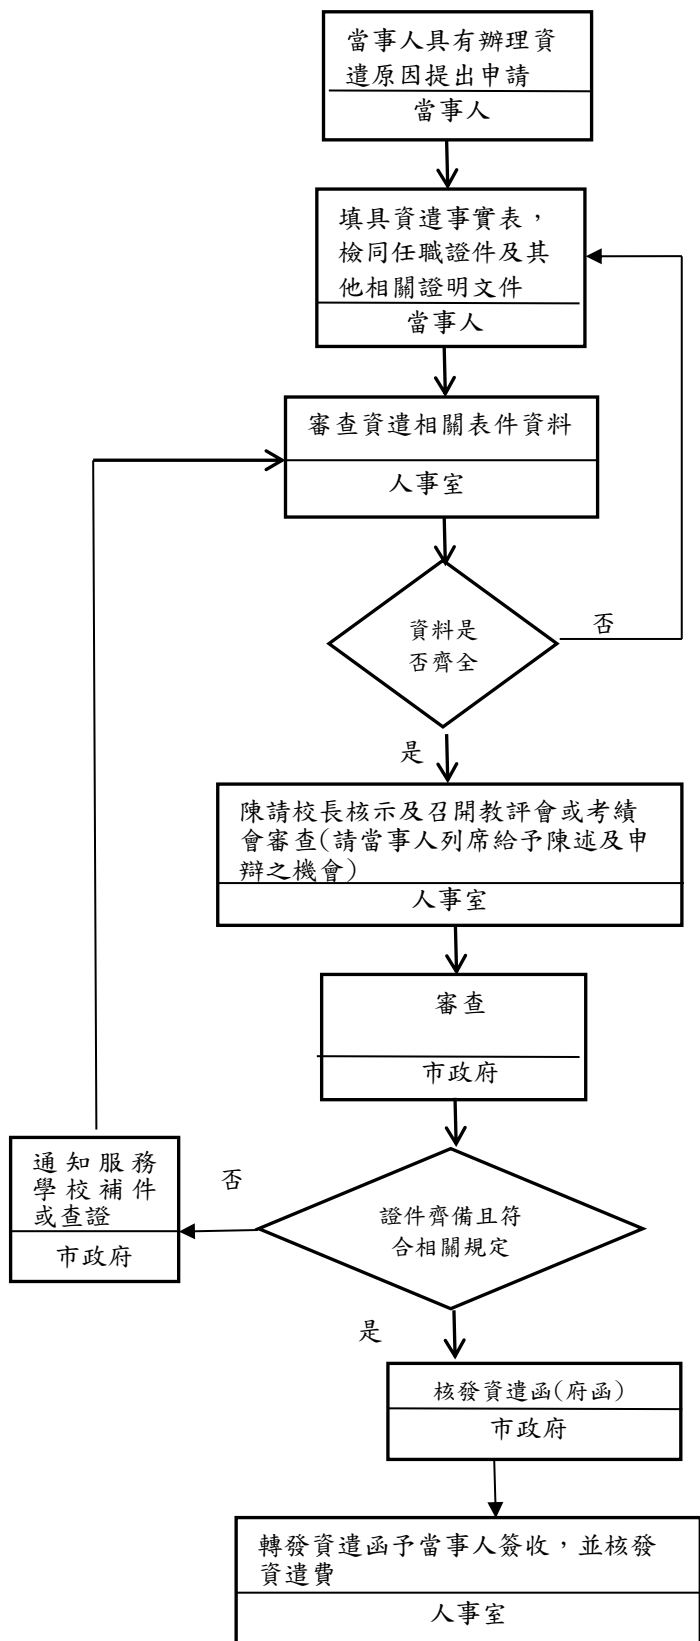 當事人具有辦理資
遣原因提出申請
當事人
填具資遣事實表，
檢同任職證件及其
他相關證明文件
當事人
審查資遣相關表件資料
人事室
資料是
否齊全
否
是
陳請校長核示及召開教評會或考績
會審查(請當事人列席給予陳述及申
辯之機會)
人事室
審查
市政府
通知服務
學校補件
或查證
市政府
否
證件齊備且符
合相關規定
是
核發資遣函(府函)
市政府
轉發資遣函予當事人簽收，並核發
資遣費
人事室